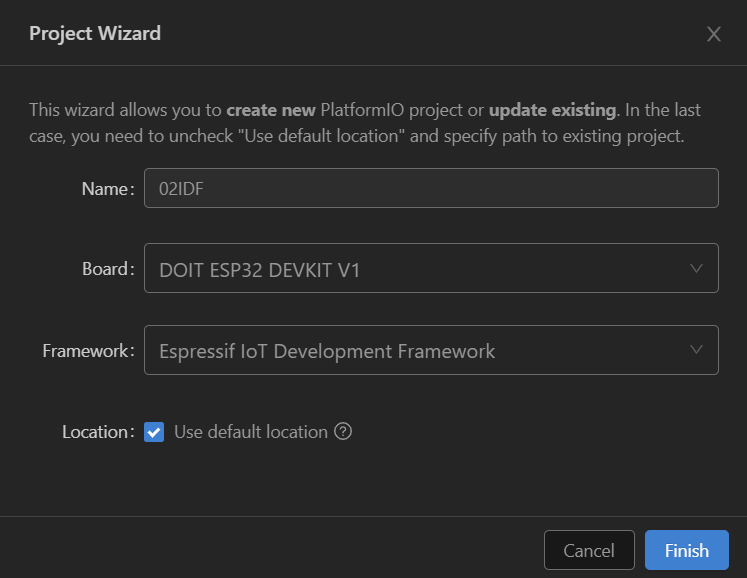 Project Wizard
This wizard allows you to create new PlatformIO project or update existing. In the last
case, you need to uncheck "Use default location" and specify path to existing project.
Name: 02IDF
Board: DOIT ESP32 DEVKIT V1
Framework: Espressif IoT Development Framework
Location: Use default location ?
Cancel Finish